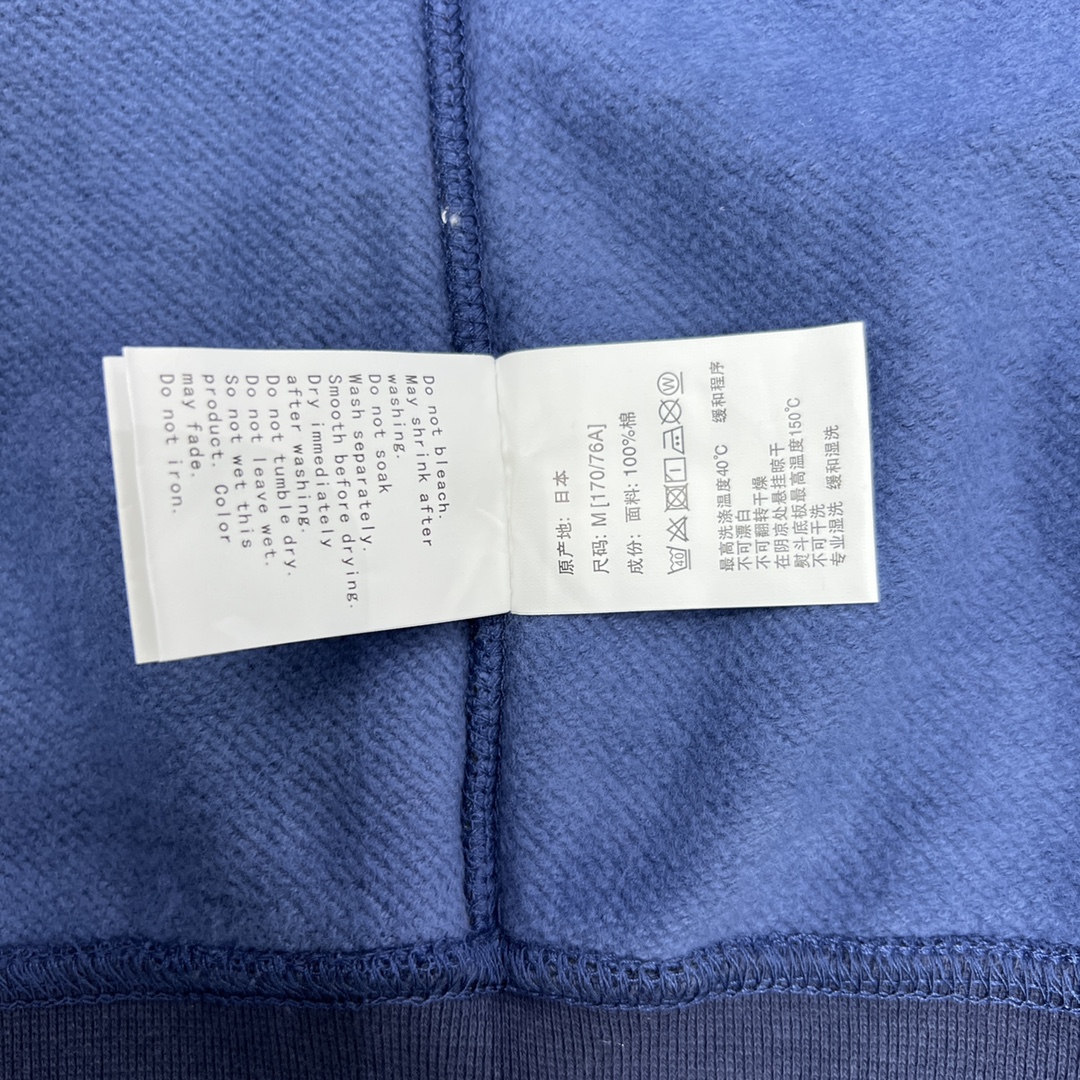 Do not bleach.
May shrink after
washing.
Do not soak
Wash separately.
Smooth before drying.
Dry immediately
after washing.
Do not tumble dry.
Do not leave wet.
So not wet this
product. Color
may fade.
Do not iron.
原产地: 日本
尺码: M [170/76A]
成份: 面料: 100%棉
40 1 W
最高洗涤温度40℃ 缓和程序
不可漂白
不可翻转干燥
在阴凉处悬挂晾干
熨斗底板最高温度150℃
不可干洗
专业湿洗 缓和湿洗